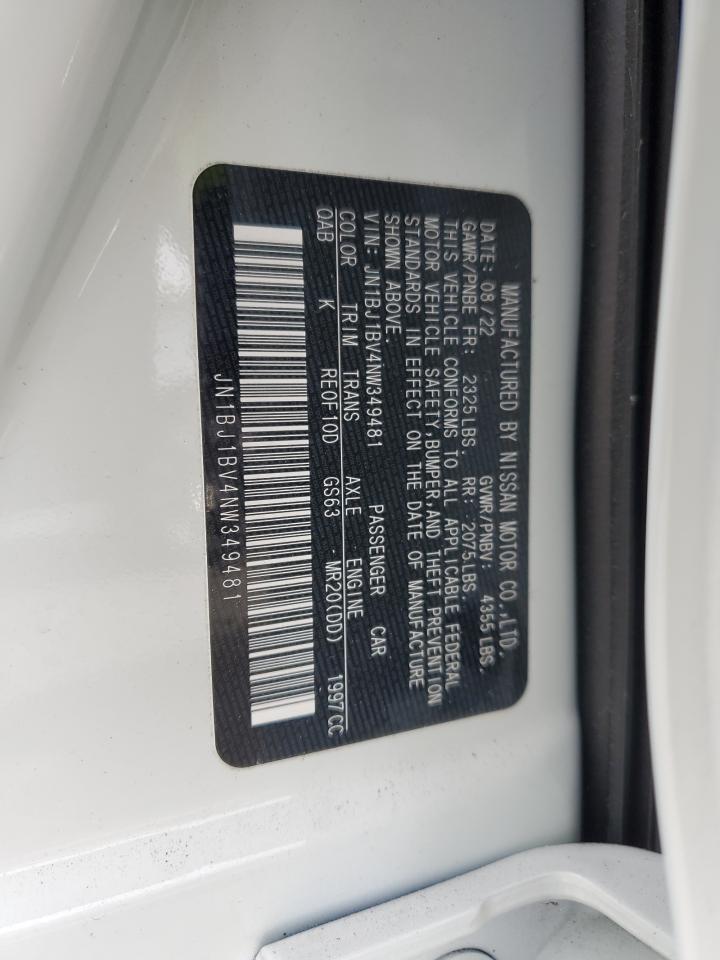 MANUFACTURED BY NISSAN MOTOR CO.,LTD.
DATE: 08/22 GVWR/PNBV: 4355LBS.
GAWR/PNBE FR: 2325LBS. RR: 2075LBS.
THIS VEHICLE CONFORMS TO ALL APPLICABLE FEDERAL
MOTOR VEHICLE SAFETY,BUMPER,AND THEFT PREVENTION
STANDARDS IN EFFECT ON THE DATE OF MANUFACTURE
SHOWN ABOVE.
VIN: JN1BJ1BV4NW349481 PASSENGER CAR
COLOR TRIM TRANS AXLE ENGINE
QAB K RE0F10D GS63 MR20(DD) 1997CC
JN1BJ1BV4NW349481